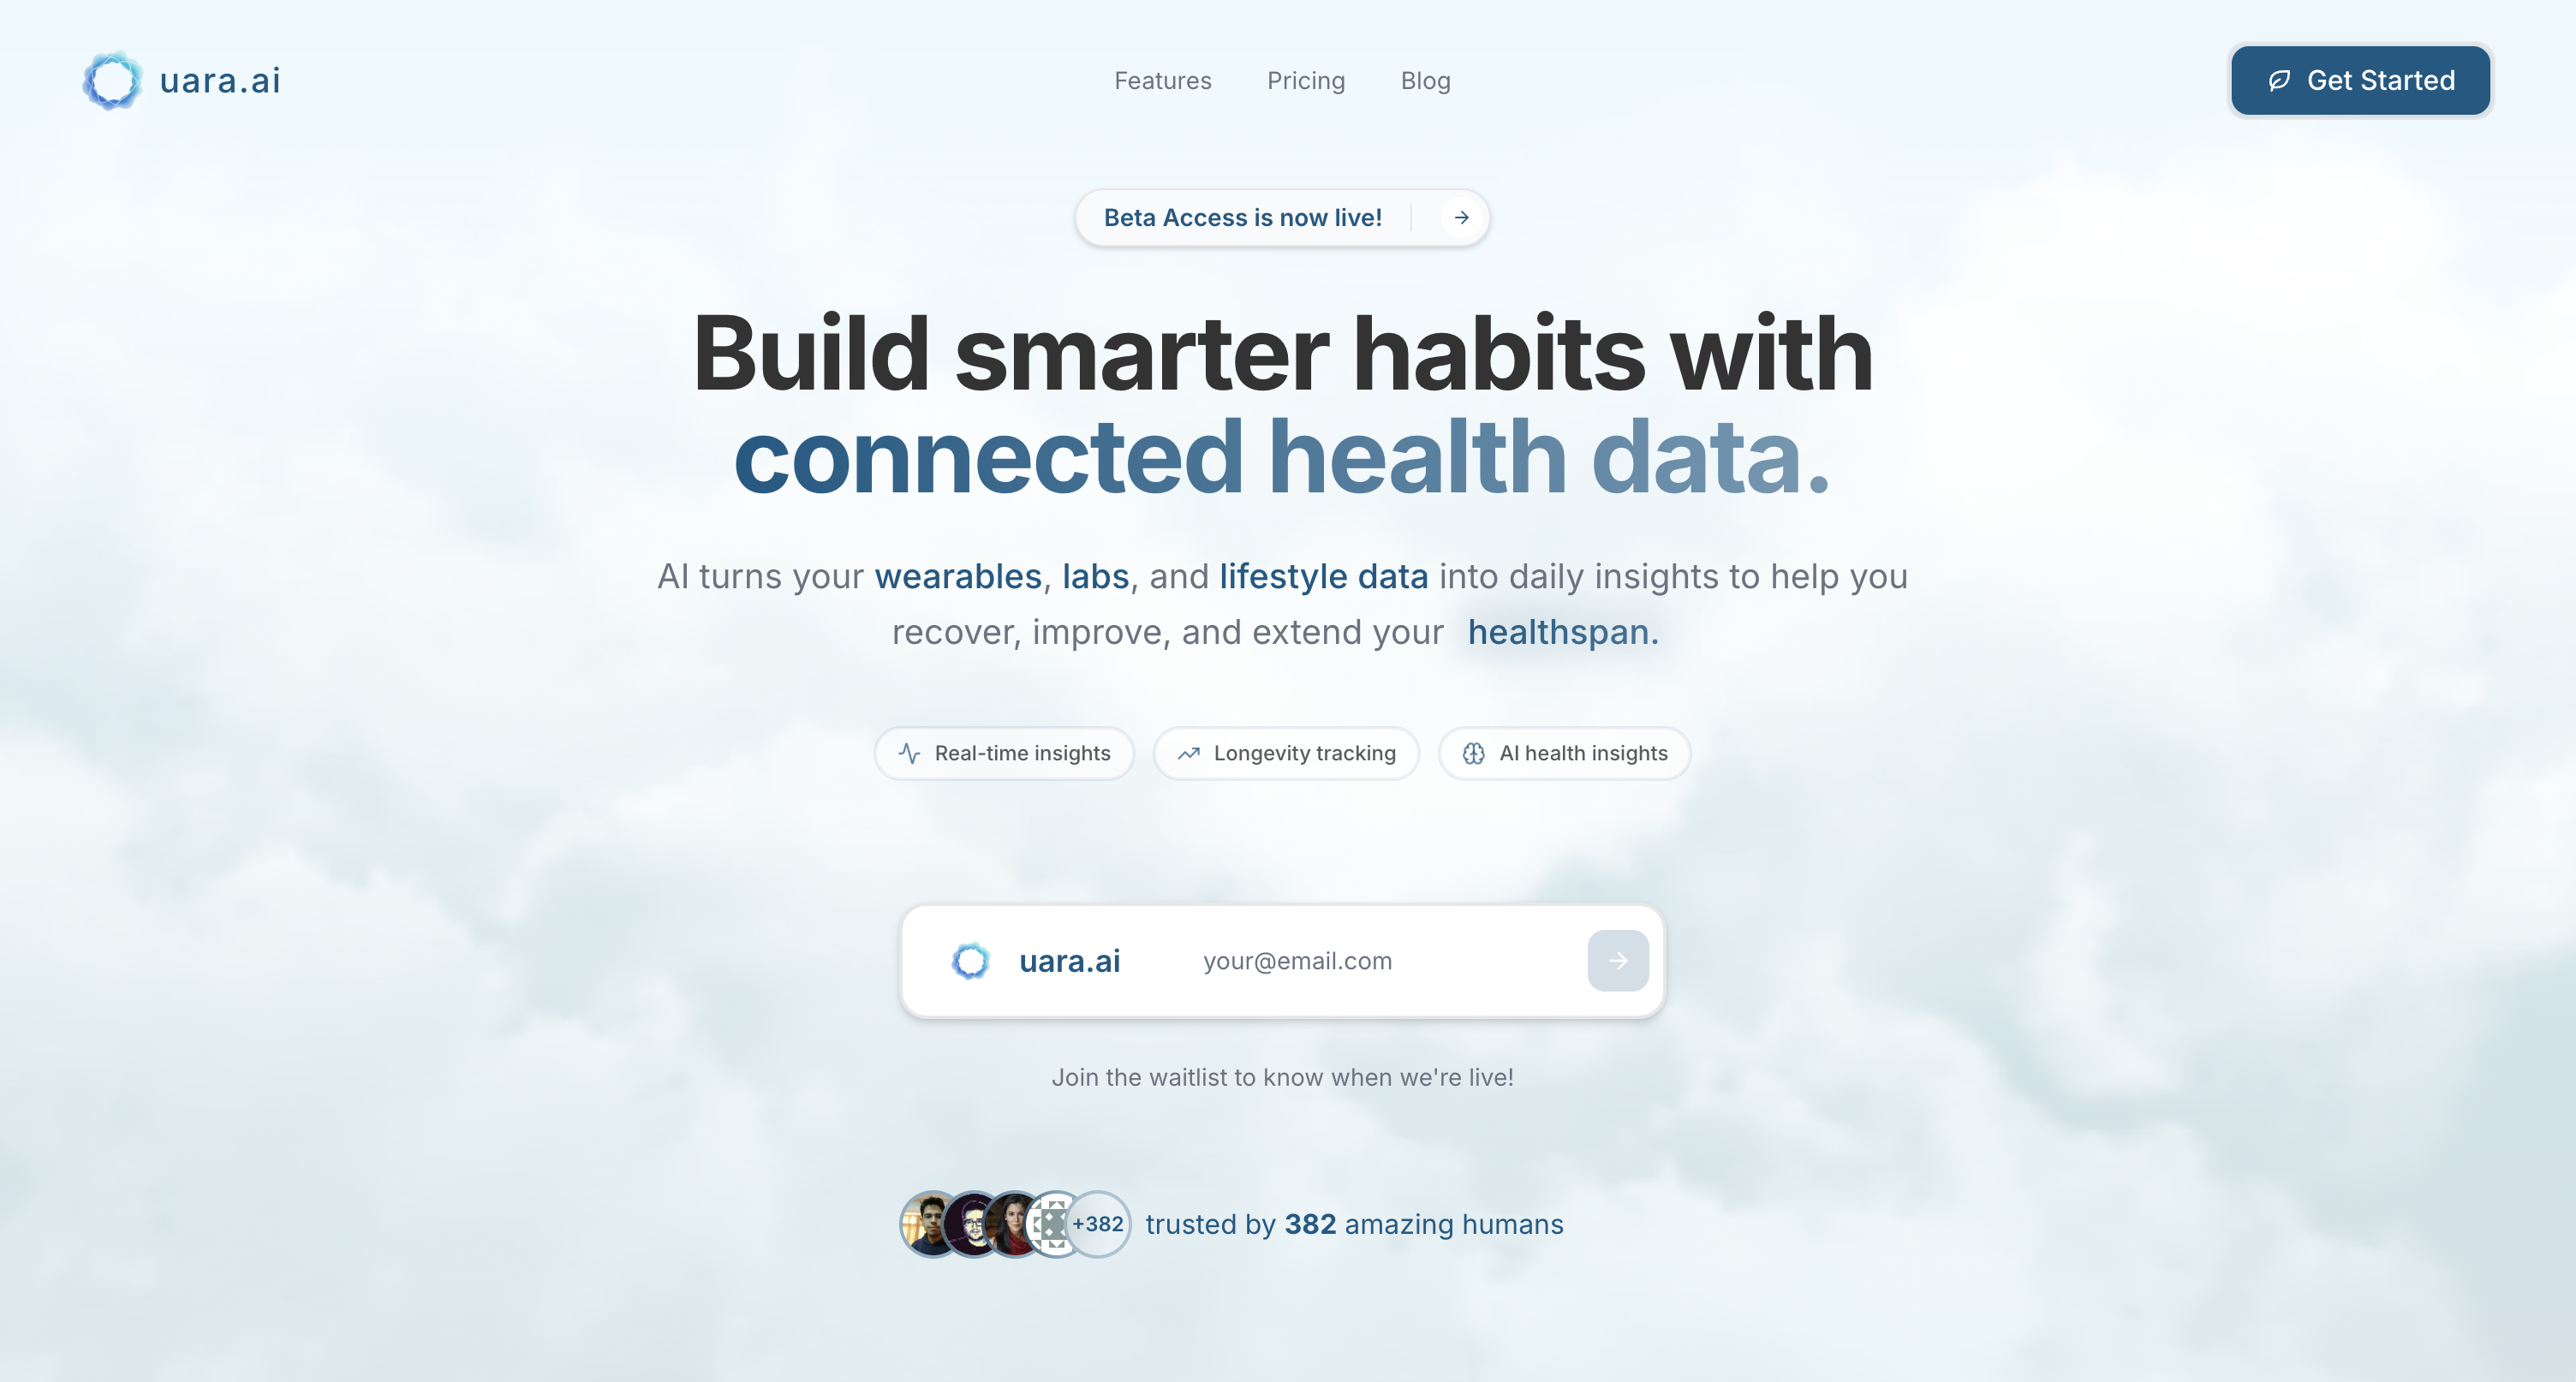 uara.ai
Features
Pricing
Blog
Get Started
Beta Access is now live!
Build smarter habits with
connected health data.
AI turns your wearables, labs, and lifestyle data into daily insights to help you
recover, improve, and extend your healthspan.
Real-time insights
Longevity tracking
AI health insights
uara.ai
your@email.com
Join the waitlist to know when we're live!
+382
trusted by 382 amazing humans